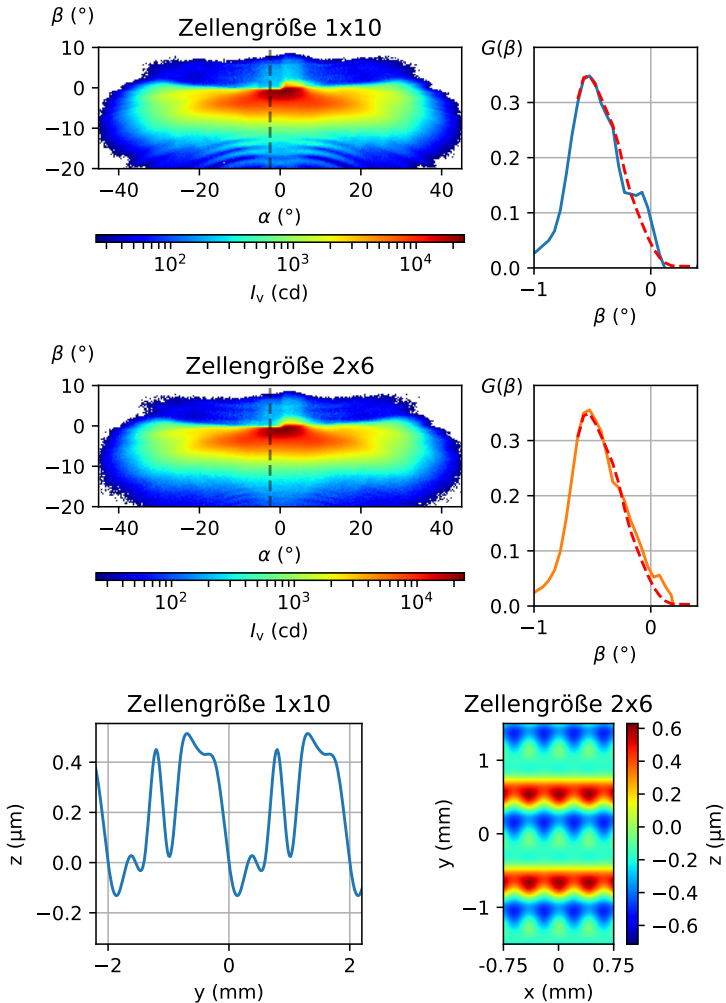 β (°)
Zellengröße 1x10
10
0
−10
−20
−40
−20
0
20
40
α (°)
10²
10³
10⁴
Iᵥ (cd)
G(β)
0.3
0.2
0.1
0.0
−1
0
β (°)
β (°)
Zellengröße 2x6
10
0
−10
−20
−40
−20
0
20
40
α (°)
10²
10³
10⁴
Iᵥ (cd)
G(β)
0.3
0.2
0.1
0.0
−1
0
β (°)
Zellengröße 1x10
z (µm)
0.4
0.2
0.0
−0.2
−2
0
2
y (mm)
Zellengröße 2x6
y (mm)
1
0
−1
-0.75
0
0.75
x (mm)
0.6
0.4
0.2
0.0
−0.2
−0.4
−0.6
z (µm)